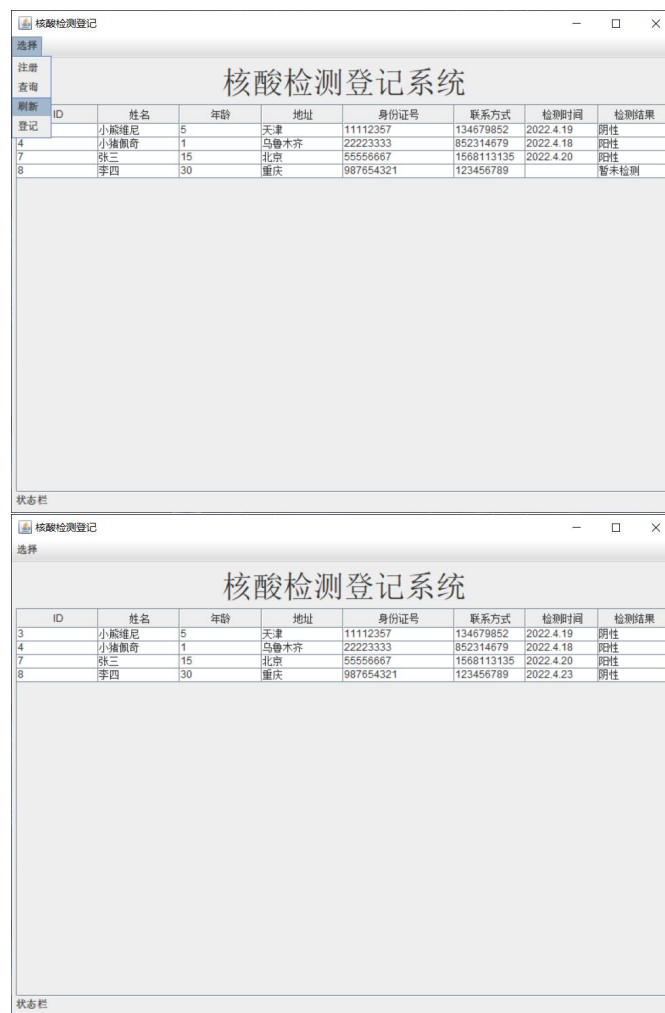 核酸检测登记
选择
注册
查询
刷新
登记
核酸检测登记系统
ID 姓名 年龄 地址 身份证号 联系方式 检测时间 检测结果
小熊维尼 5 天津 11112357 134679852 2022.4.19 阴性
4 小猪佩奇 1 乌鲁木齐 22223333 852314679 2022.4.18 阳性
7 张三 15 北京 55556667 1568113135 2022.4.20 阳性
8 李四 30 重庆 987654321 123456789 暂未检测
状态栏
核酸检测登记
选择
核酸检测登记系统
ID 姓名 年龄 地址 身份证号 联系方式 检测时间 检测结果
3 小熊维尼 5 天津 11112357 134679852 2022.4.19 阴性
4 小猪佩奇 1 乌鲁木齐 22223333 852314679 2022.4.18 阳性
7 张三 15 北京 55556667 1568113135 2022.4.20 阳性
8 李四 30 重庆 987654321 123456789 2022.4.23 阴性
状态栏